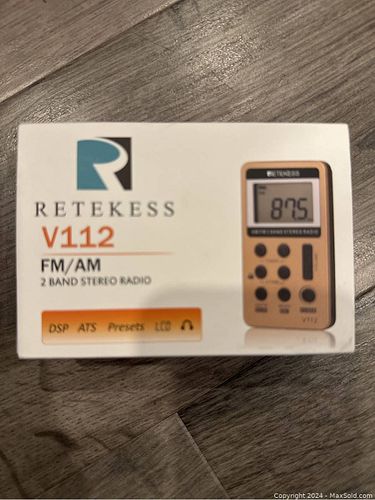 RETEKESS
V112
FM/AM
2 BAND STEREO RADIO
DSP ATS Presets LCD
RETEKESS
FM
87.5
V112
Copyright © 2024 - MaxSold.com